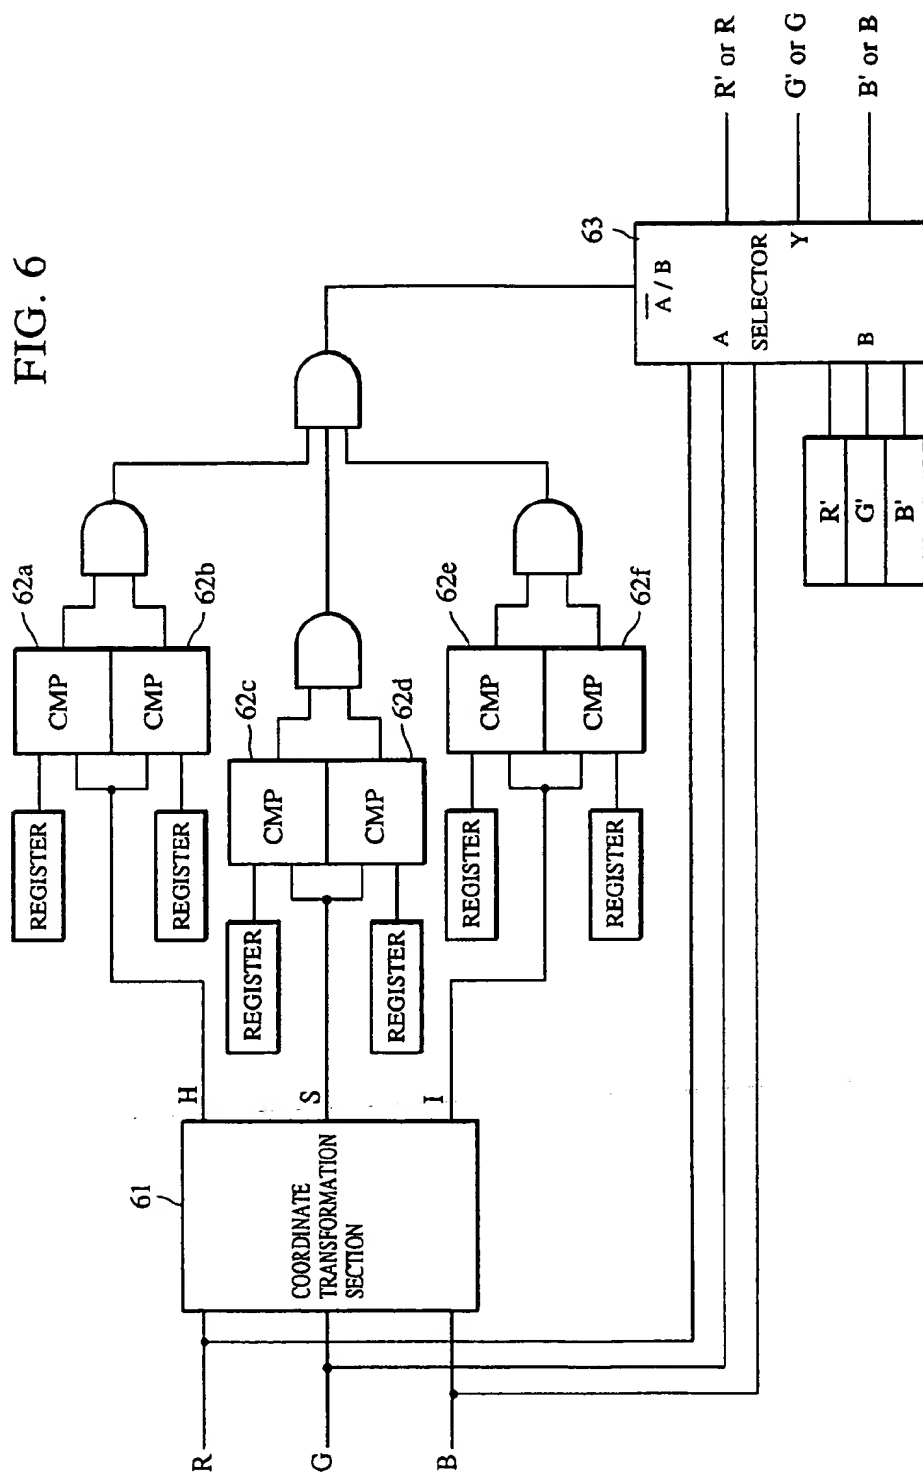 FIG. 6
R
G
B
61
COORDINATE
TRANSFORMATION
SECTION
H
S
I
REGISTER
REGISTER
REGISTER
REGISTER
REGISTER
REGISTER
62a
CMP
CMP
62b
62c
CMP
CMP
62d
62e
CMP
CMP
62f
R'
G'
B'
63
A / B
A
SELECTOR
Y
B
R' or R
G' or G
B' or B